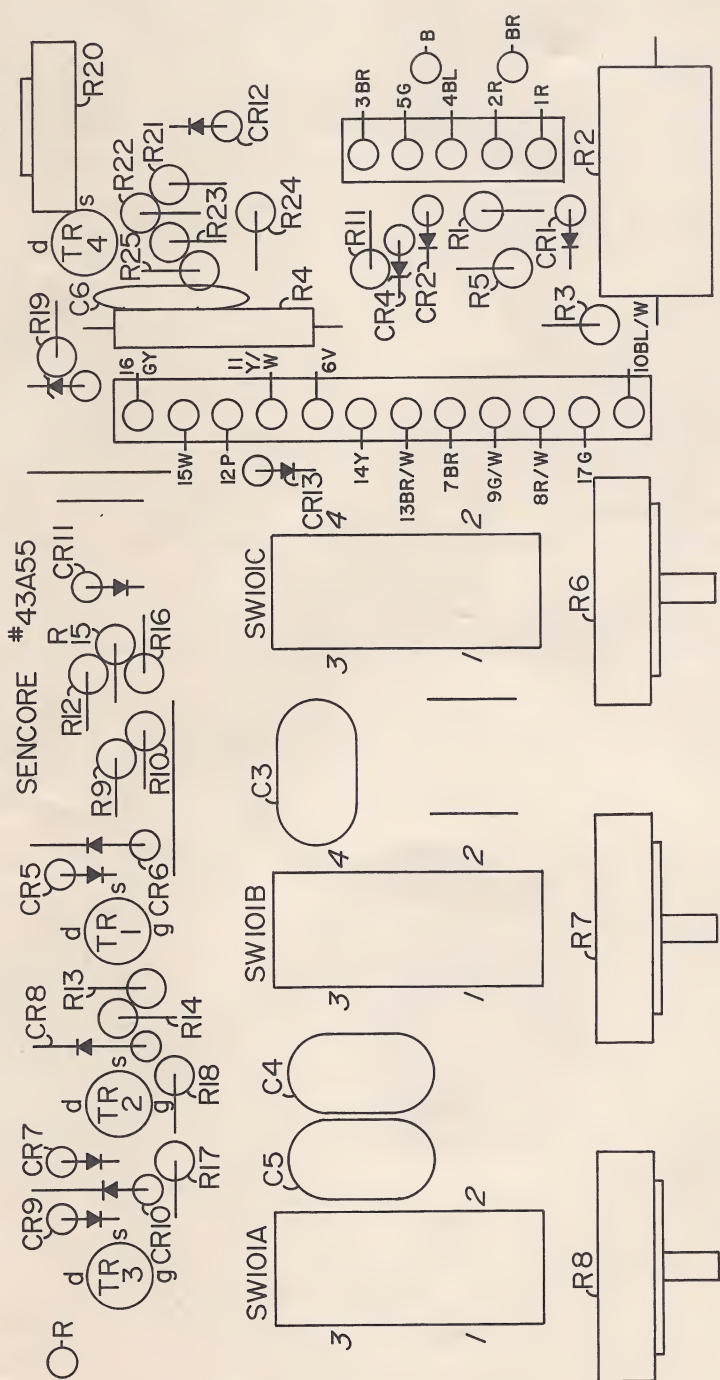 SENCORE #43A55
R
CR9
CR7
CR8
CR5
CR11
R19
R20
d
TR
3
s
g
CR10
d
TR
2
s
g
R13
R14
d
TR
1
s
g
CR6
R9
R10
R12
R
15
R16
C6
d
TR
4
s
R25
R22
R21
R23
CR12
R17
R18
R24
R4
16
GY
15W
12P
11
Y/
W
6V
14Y
13BR/W
7BR
9G/W
8R/W
17G
10BL/W
CR13
SW101A
3
1
2
C5
C4
SW101B
3
4
1
2
C3
SW101C
3
4
1
2
R11
CR4
CR2
R1
R5
CR1
R3
3BR
5G
4BL
2R
1R
B
BR
R2
R8
R7
R6